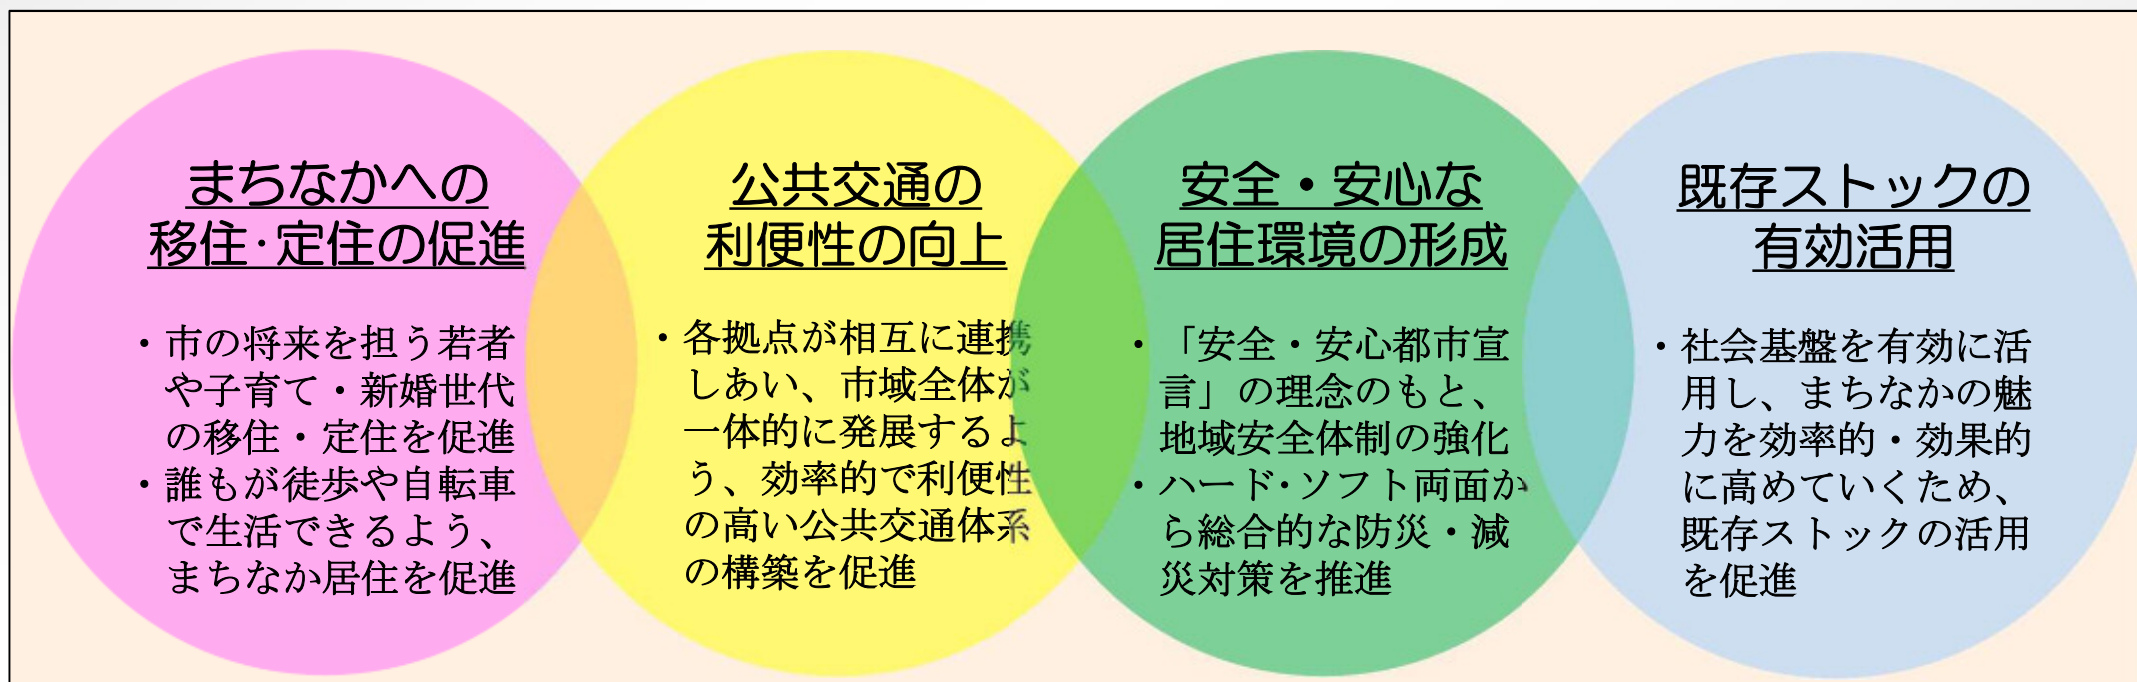 まちなかへの
移住・定住の促進
・市の将来を担う若者
や子育て・新婚世代
の移住・定住を促進
・誰もが徒歩や自転車
で生活できるよう、
まちなか居住を促進
公共交通の
利便性の向上
・各拠点が相互に連携
しあい、市域全体が
一体的に発展するよ
う、効率的で利便性
の高い公共交通体系
の構築を促進
安全・安心な
居住環境の形成
・「安全・安心都市宣
言」の理念のもと、
地域安全体制の強化
・ハード・ソフト両面か
ら総合的な防災・減
災対策を推進
既存ストックの
有効活用
・社会基盤を有効に活
用し、まちなかの魅
力を効率的・効果的
に高めていくため、
既存ストックの活用
を促進